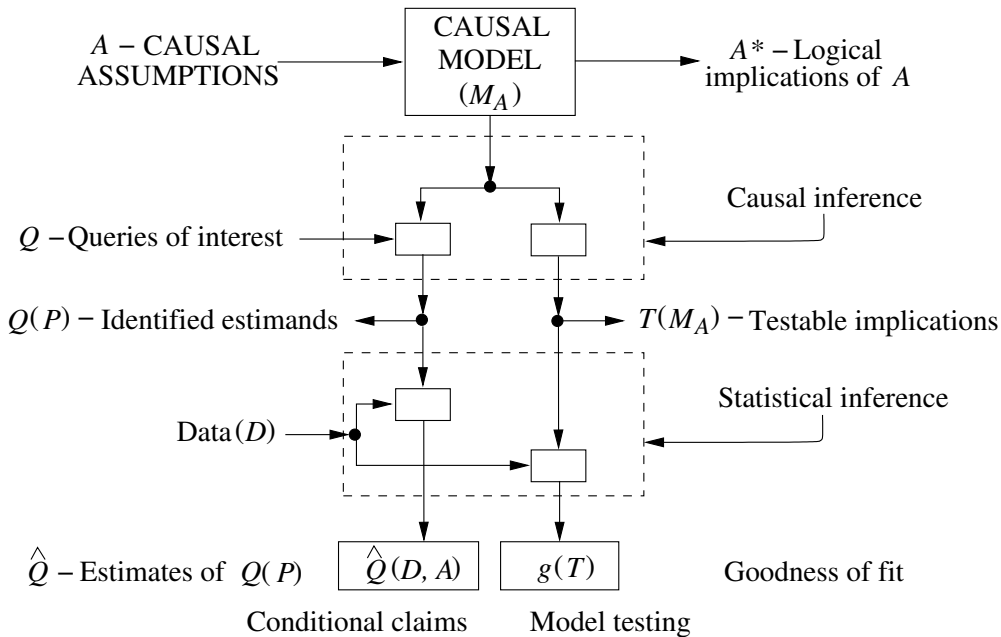 A – CAUSAL
ASSUMPTIONS
CAUSAL
MODEL
(M_A)
A* – Logical
implications of A
Causal inference
Q – Queries of interest
Q(P) – Identified estimands
T(M_A) – Testable implications
Statistical inference
Data (D)
Q̂ – Estimates of Q(P)
Q̂(D, A)
g(T)
Goodness of fit
Conditional claims
Model testing